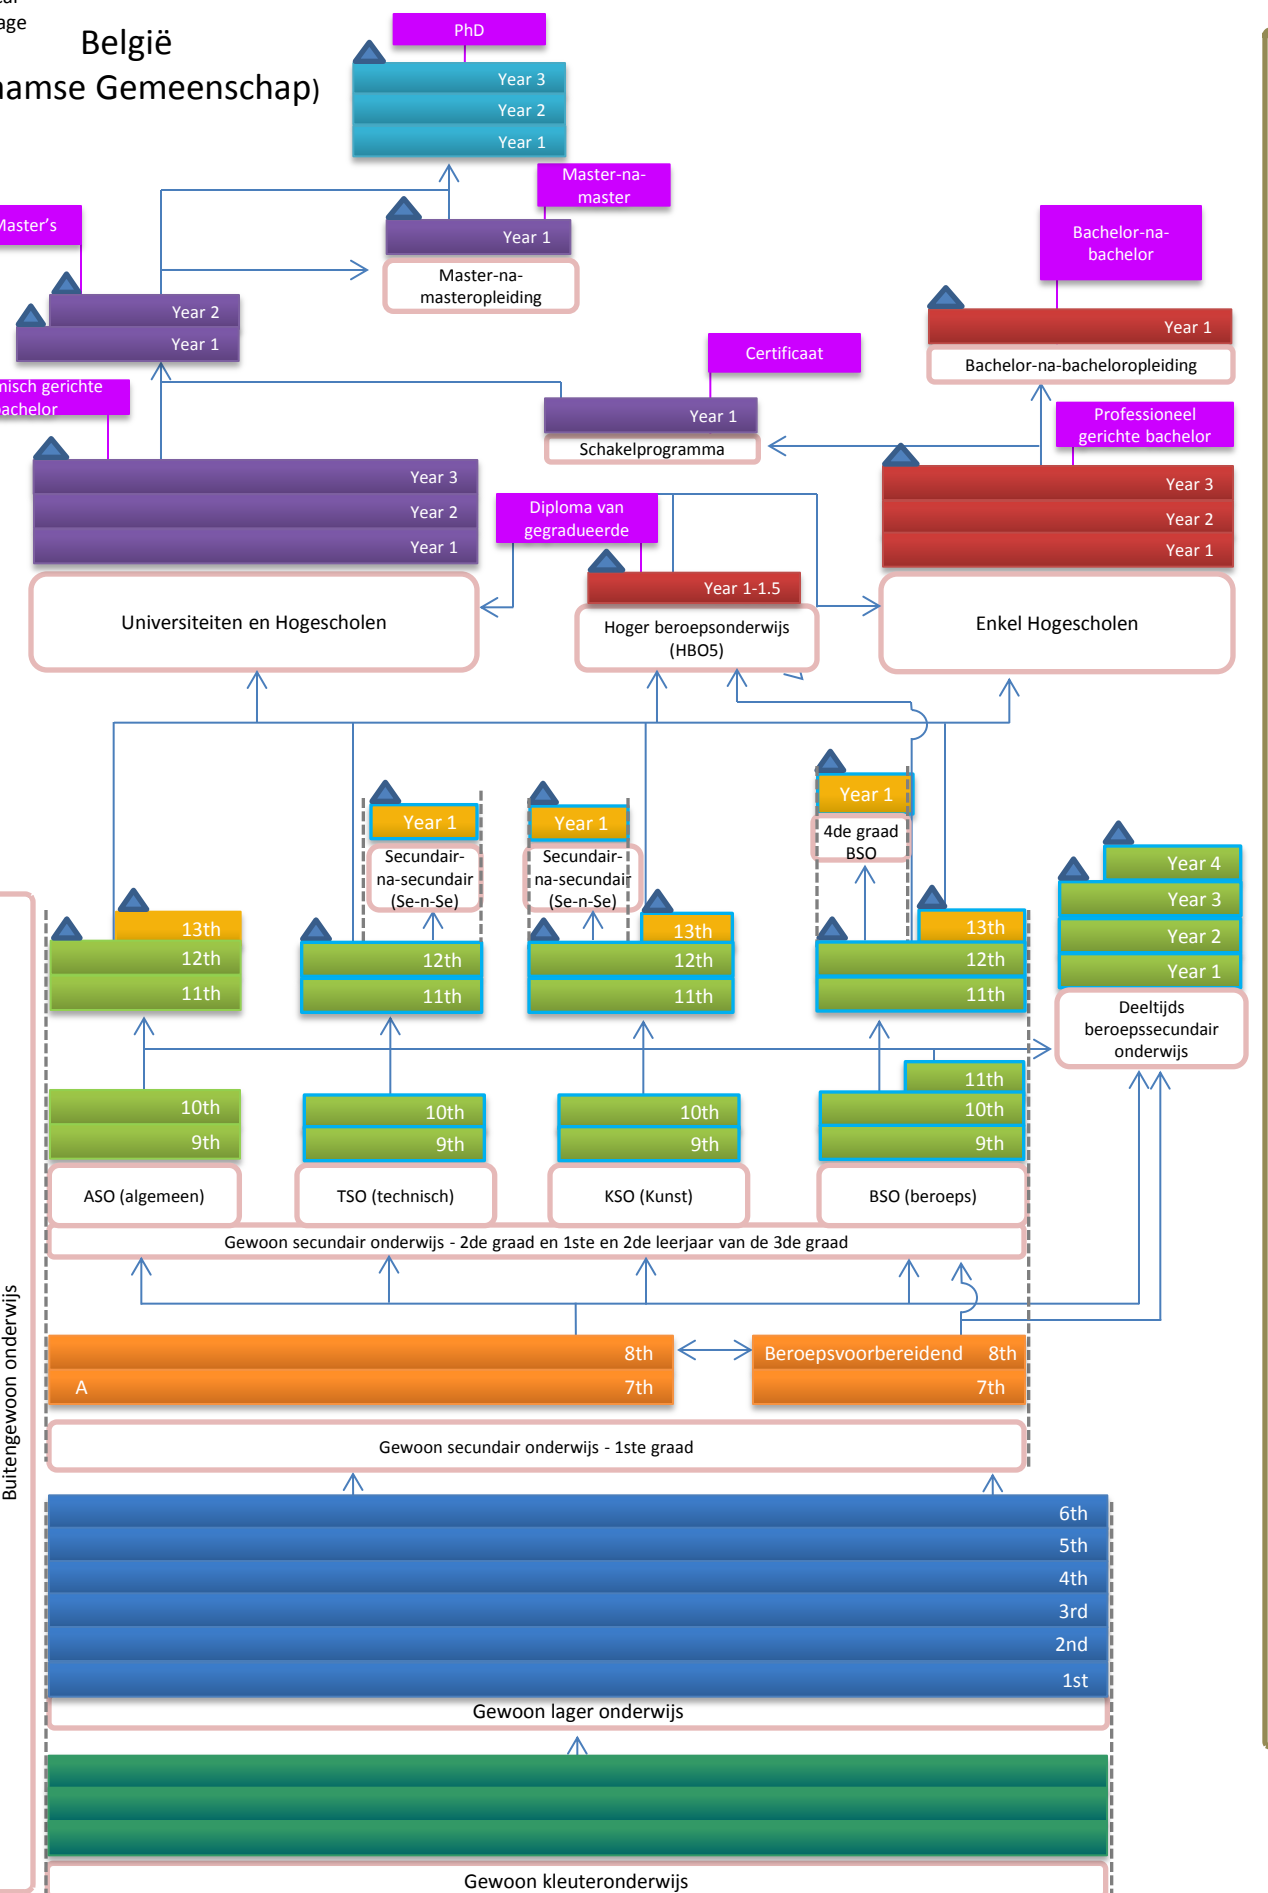 age
België
amse Gemeenschap)
PhD
Year 3
Year 2
Year 1
Master-na-
master
Year 1
Master-na-
masteropleiding
Master's
Year 2
Year 1
Bachelor-na-
bachelor
Year 1
Bachelor-na-bacheloropleiding
Certificaat
Year 1
Schakelprogramma
misch gerichte
bachelor
Professioneel
gerichte bachelor
Year 3
Year 2
Year 1
Year 3
Year 2
Year 1
Diploma van
gegradueerde
Year 1-1.5
Universiteiten en Hogescholen
Hoger beroepsonderwijs
(HBO5)
Enkel Hogescholen
Year 1
Secundair-
na-secundair
(Se-n-Se)
Year 1
Secundair-
na-secundair
(Se-n-Se)
Year 1
4de graad
BSO
13th
12th
11th
12th
11th
13th
12th
11th
13th
12th
11th
Year 4
Year 3
Year 2
Year 1
Deeltijds
beroepssecundair
onderwijs
10th
9th
10th
9th
10th
9th
11th
10th
9th
ASO (algemeen)
TSO (technisch)
KSO (Kunst)
BSO (beroeps)
Gewoon secundair onderwijs - 2de graad en 1ste en 2de leerjaar van de 3de graad
8th
A 7th
Beroepsvoorbereidend 8th
7th
Gewoon secundair onderwijs - 1ste graad
Buitengewoon onderwijs
6th
5th
4th
3rd
2nd
1st
Gewoon lager onderwijs
Gewoon kleuteronderwijs